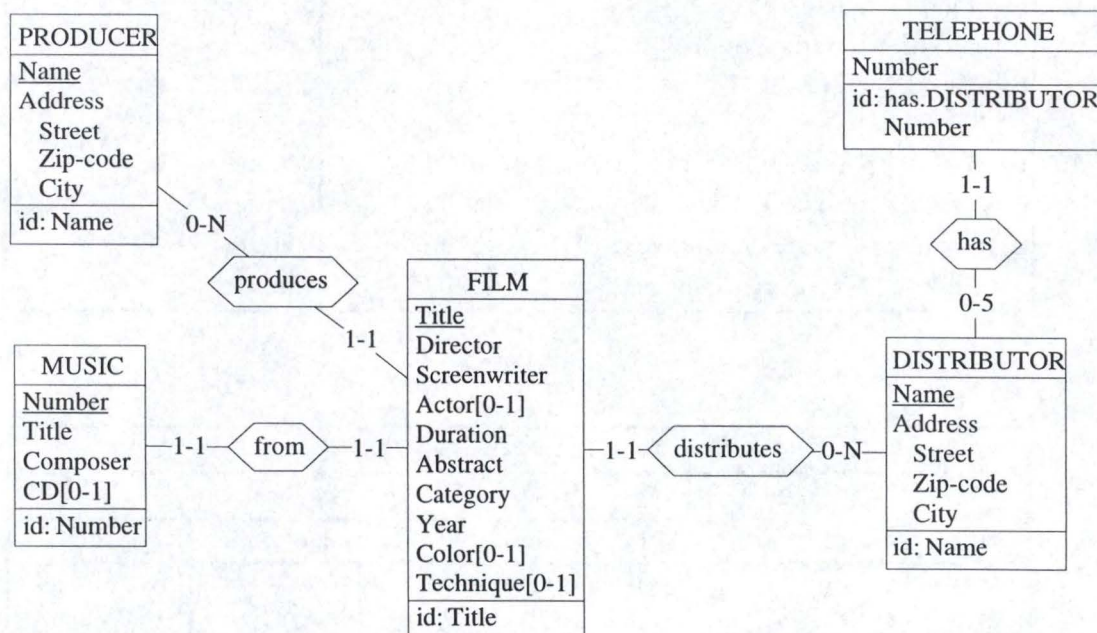 PRODUCER
Name
Address
Street
Zip-code
City
id: Name
0-N
produces
1-1
MUSIC
Number
Title
Composer
CD[0-1]
id: Number
1-1
from
1-1
FILM
Title
Director
Screenwriter
Actor[0-1]
Duration
Abstract
Category
Year
Color[0-1]
Technique[0-1]
id: Title
1-1
distributes
0-N
TELEPHONE
Number
id: has.DISTRIBUTOR
Number
1-1
has
0-5
DISTRIBUTOR
Name
Address
Street
Zip-code
City
id: Name